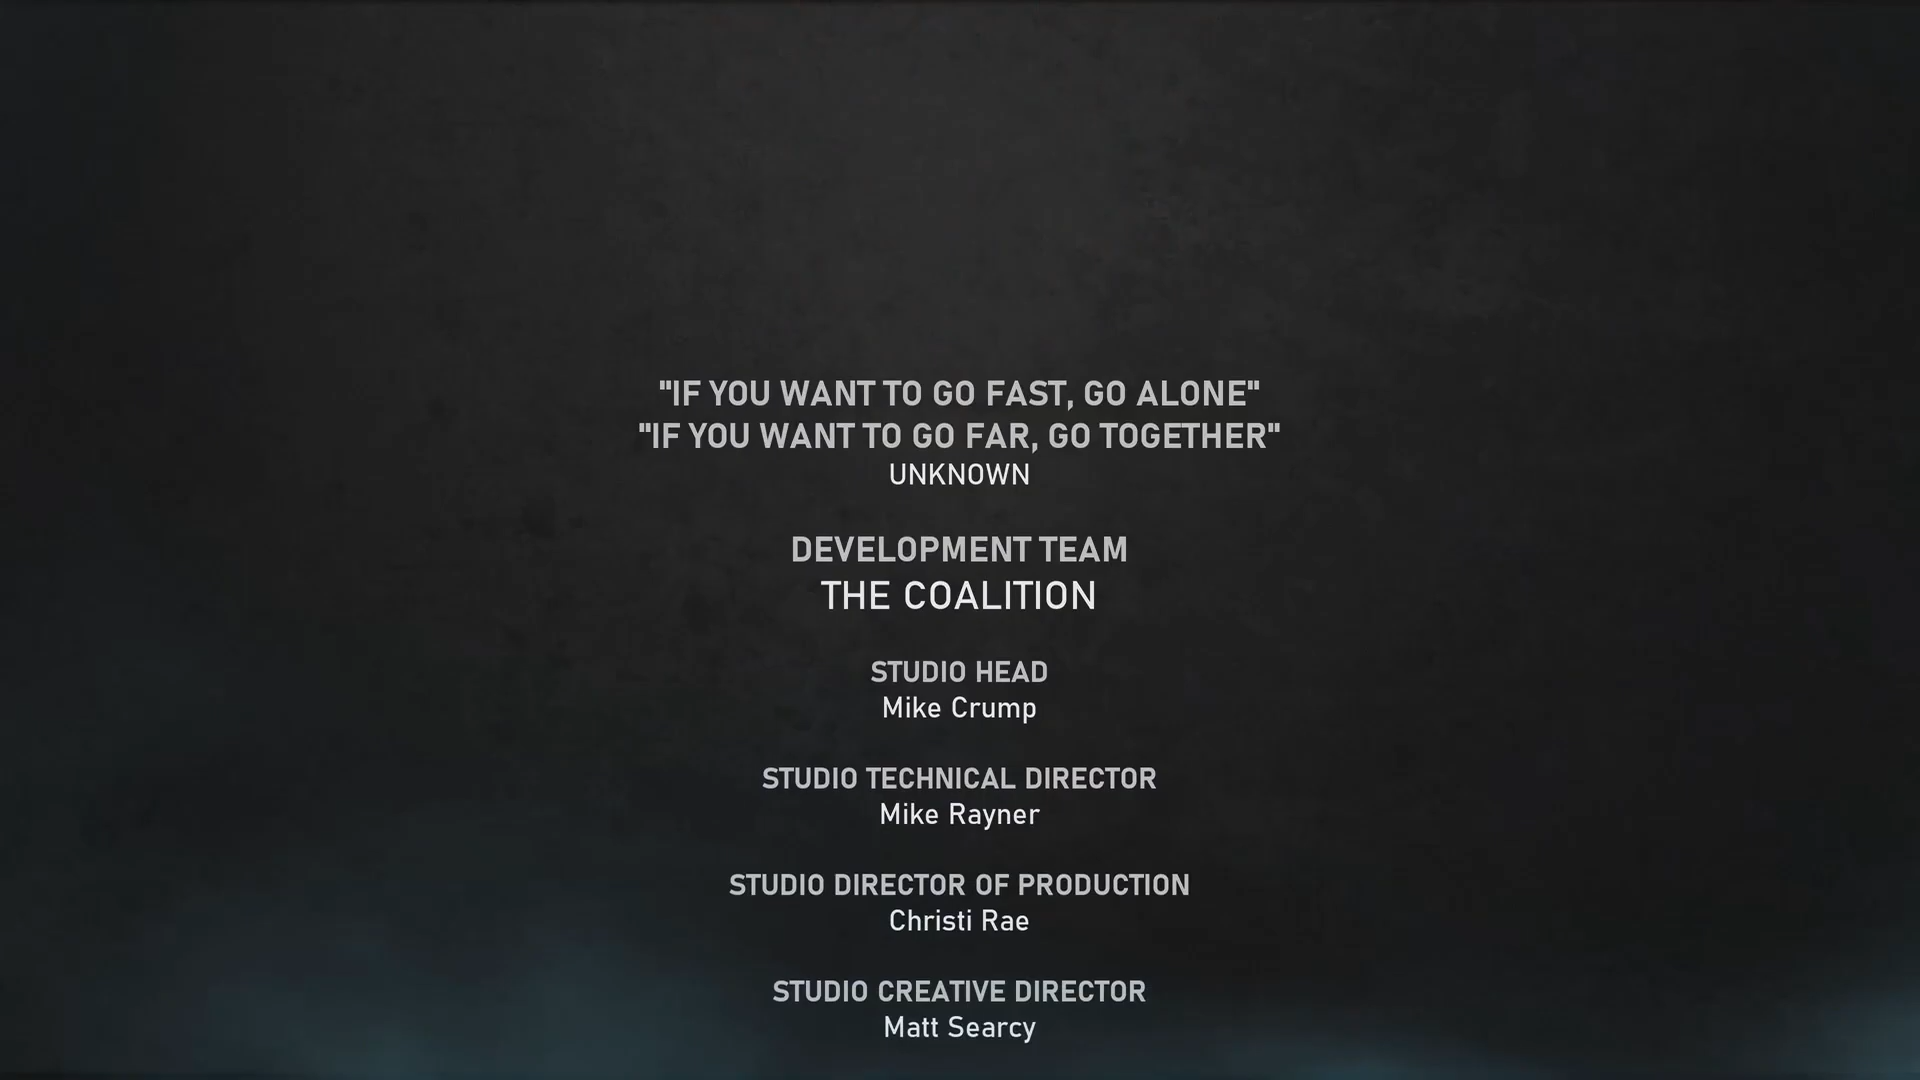 "IF YOU WANT TO GO FAST, GO ALONE"
"IF YOU WANT TO GO FAR, GO TOGETHER"
UNKNOWN
DEVELOPMENT TEAM
THE COALITION
STUDIO HEAD
Mike Crump
STUDIO TECHNICAL DIRECTOR
Mike Rayner
STUDIO DIRECTOR OF PRODUCTION
Christi Rae
STUDIO CREATIVE DIRECTOR
Matt Searcy